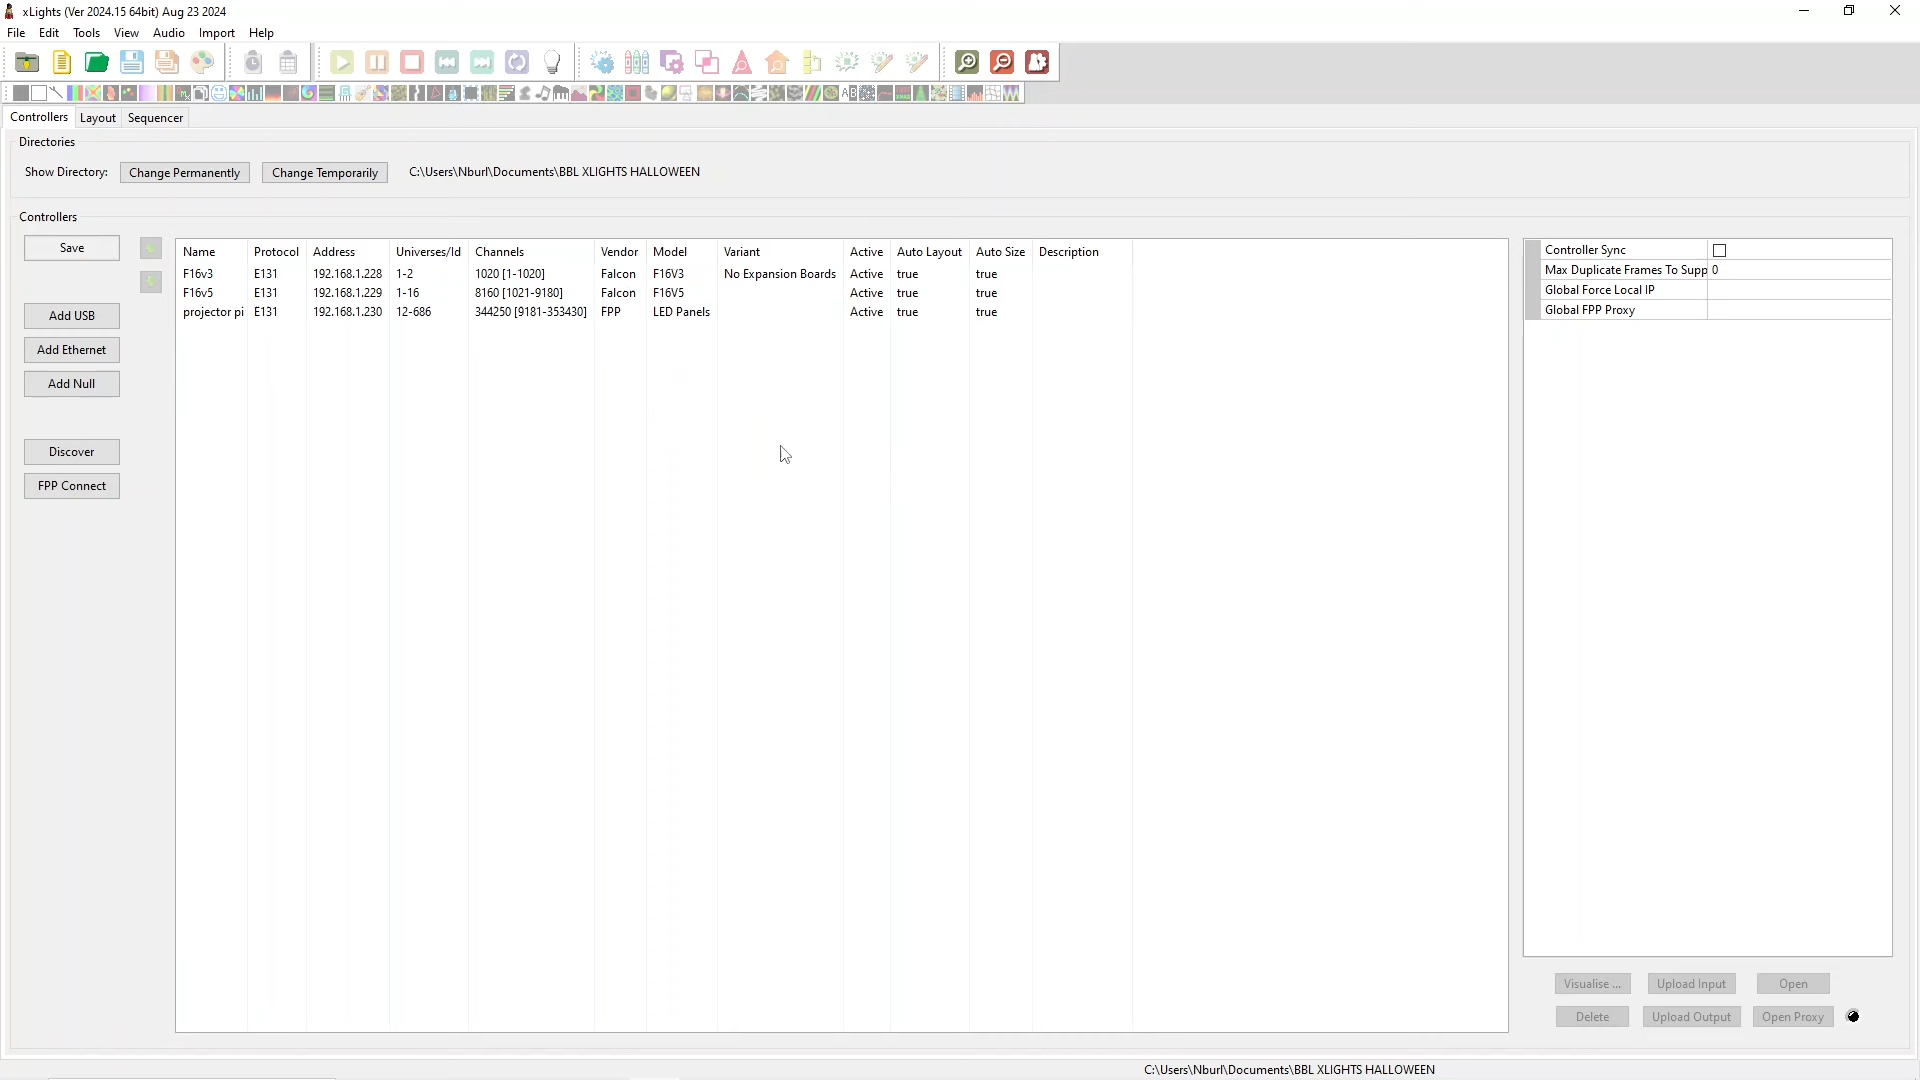 xLights (Ver 2024.15 64bit) Aug 23 2024
File Edit Tools View Audio Import Help
Controllers Layout Sequencer
Directories
Show Directory: Change Permanently Change Temporarily C:\Users\Nburl\Documents\BBL XLIGHTS HALLOWEEN
Controllers
Save
Add USB
Add Ethernet
Add Null
Discover
FPP Connect
Name Protocol Address Universes/Id Channels Vendor Model Variant Active Auto Layout Auto Size Description
F16v3 E131 192.168.1.228 1-2 1020 [1-1020] Falcon F16V3 No Expansion Boards Active true true
F16v5 E131 192.168.1.229 1-16 8160 [1021-9180] Falcon F16V5 Active true true
projector pi E131 192.168.1.230 12-686 344250 [9181-353430] FPP LED Panels Active true true
Controller Sync
Max Duplicate Frames To Supp 0
Global Force Local IP
Global FPP Proxy
Visualise ... Upload Input Open
Delete Upload Output Open Proxy
C:\Users\Nburl\Documents\BBL XLIGHTS HALLOWEEN